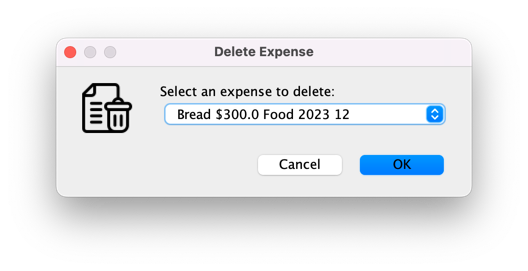 Delete Expense
Select an expense to delete:
Bread $300.0 Food 2023 12
Cancel
OK